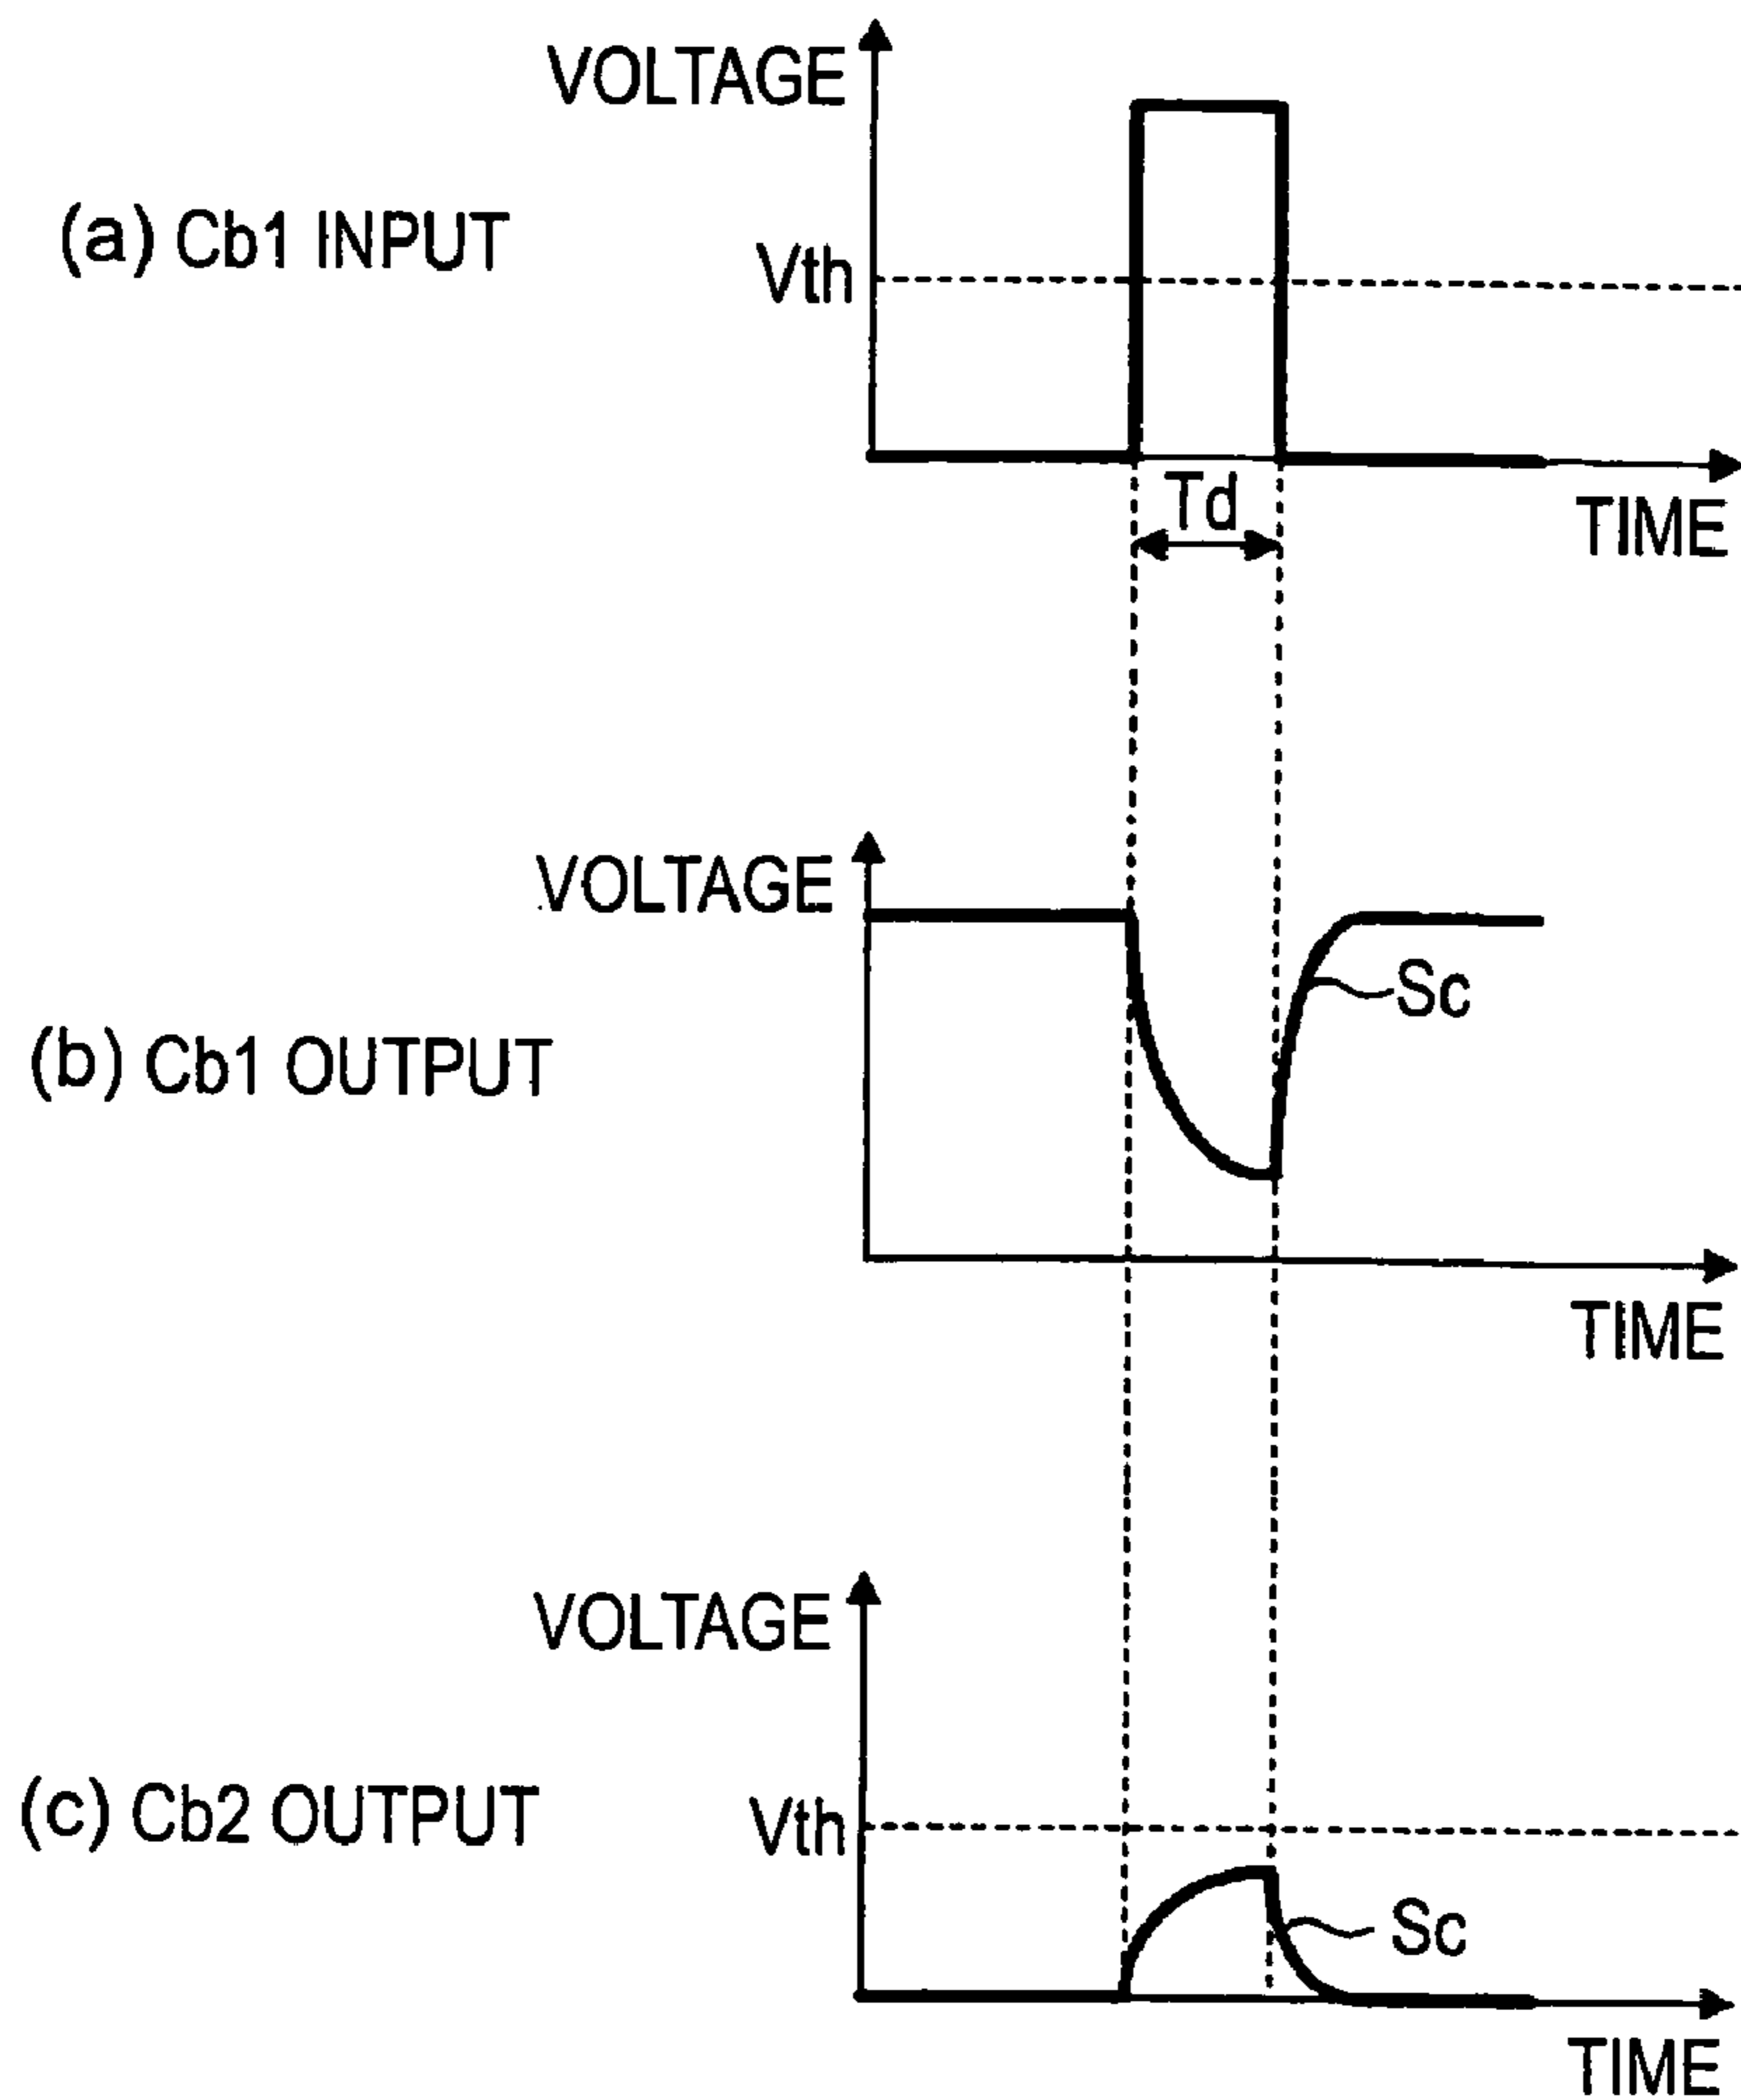 VOLTAGE
(a) Cb1 INPUT
Vth
Td
TIME
VOLTAGE
Sc
(b) Cb1 OUTPUT
TIME
VOLTAGE
(c) Cb2 OUTPUT
Vth
Sc
TIME